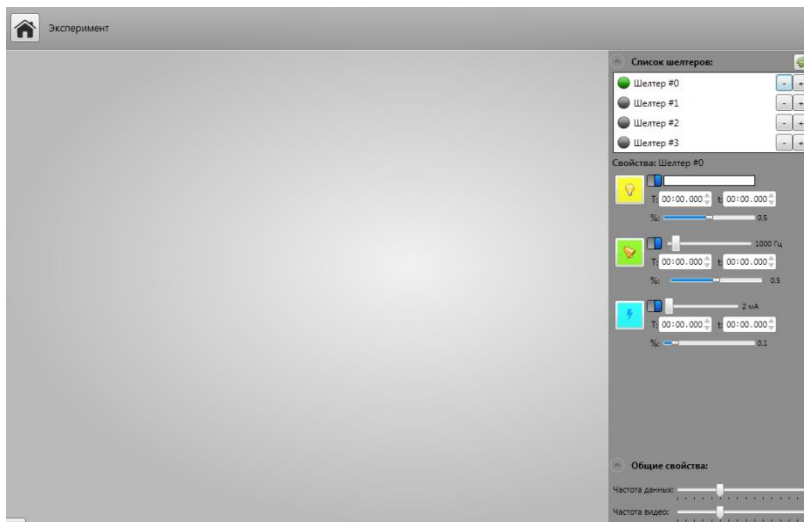 Эксперимент
Список шелтеров:
Шелтер #0 - +
Шелтер #1 - +
Шелтер #2 - +
Шелтер #3 - +
Свойства: Шелтер #0
T: 00:00.000 t: 00:00.000
%: 0.5
1000 Гц
T: 00:00.000 t: 00:00.000
%: 0.5
2 мА
T: 00:00.000 t: 00:00.000
%: 0.1
Общие свойства:
Частота данных:
Частота видео: